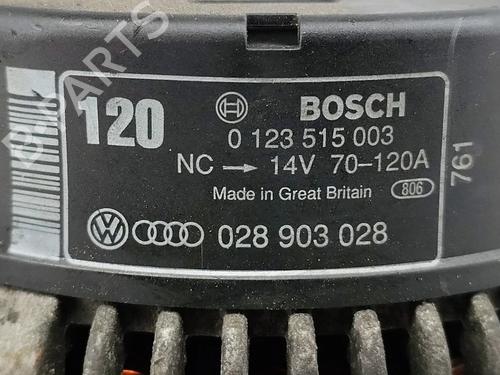 B-PARTS
120
BOSCH
0 123 515 003
NC → 14V 70-120A
Made in Great Britain
806
761
028 903 028